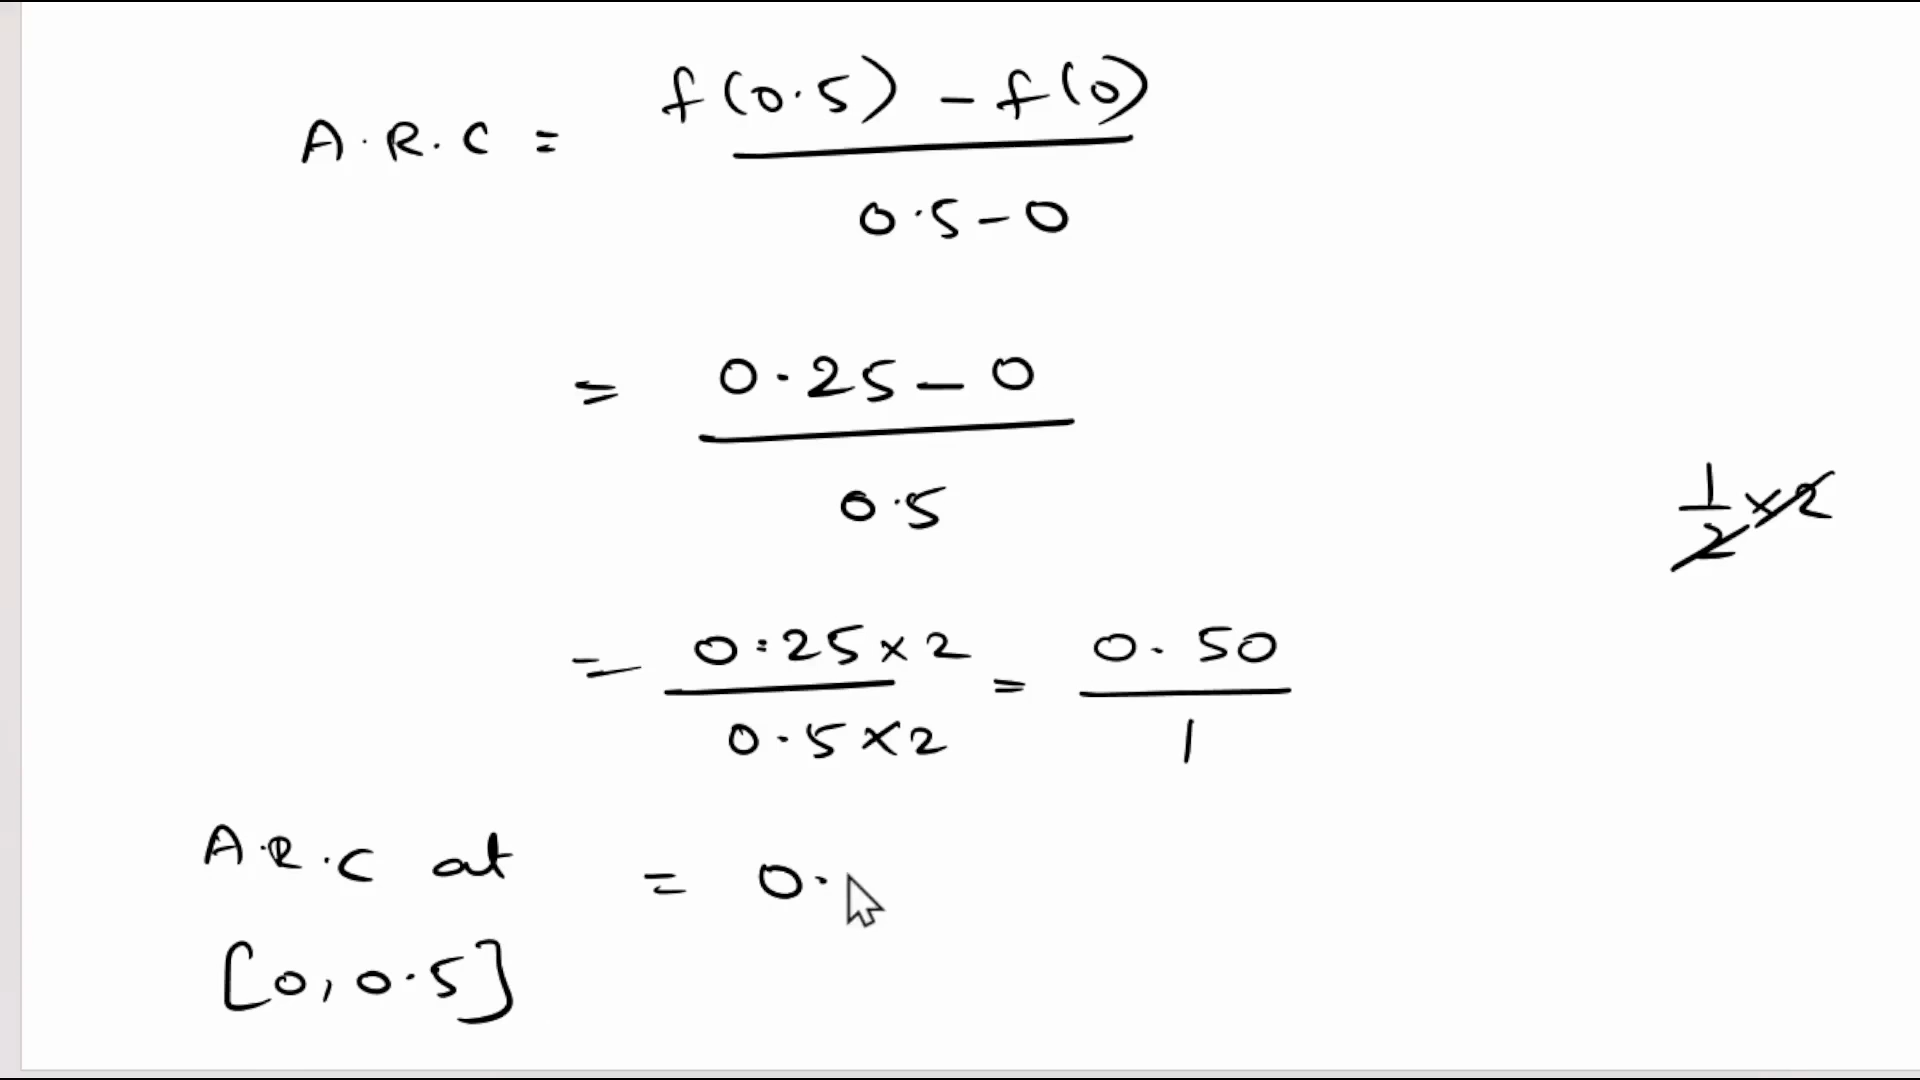 A.R.C = f(0.5) - f(0) / 0.5 - 0
= 0.25 - 0 / 0.5
1/2 × 2
= 0.25 × 2 / 0.5 × 2 = 0.50 / 1
A.R.C at = 0.
[0, 0.5]